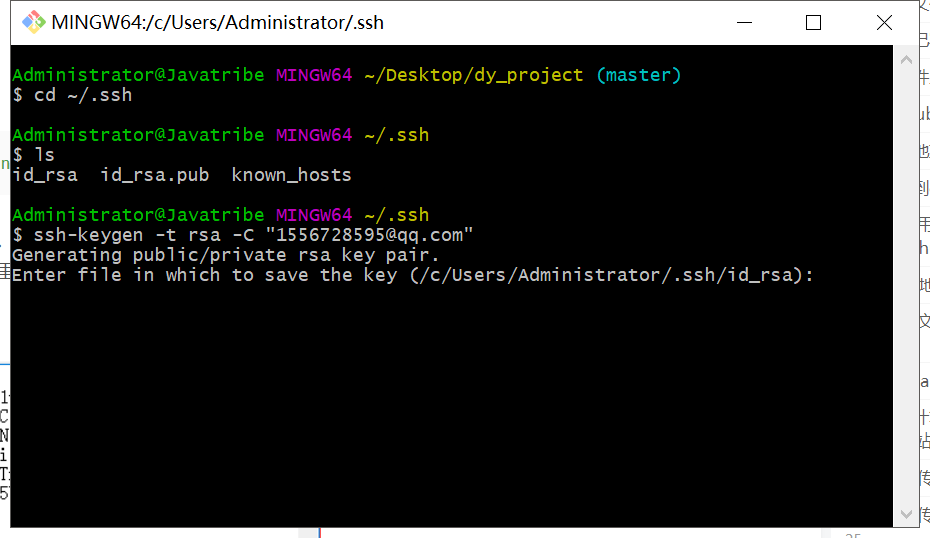 MINGW64:/c/Users/Administrator/.ssh
Administrator@Javatribe MINGW64 ~/Desktop/dy_project (master)
$ cd ~/.ssh
Administrator@Javatribe MINGW64 ~/.ssh
$ ls
id_rsa  id_rsa.pub  known_hosts
Administrator@Javatribe MINGW64 ~/.ssh
$ ssh-keygen -t rsa -C "1556728595@qq.com"
Generating public/private rsa key pair.
Enter file in which to save the key (/c/Users/Administrator/.ssh/id_rsa):